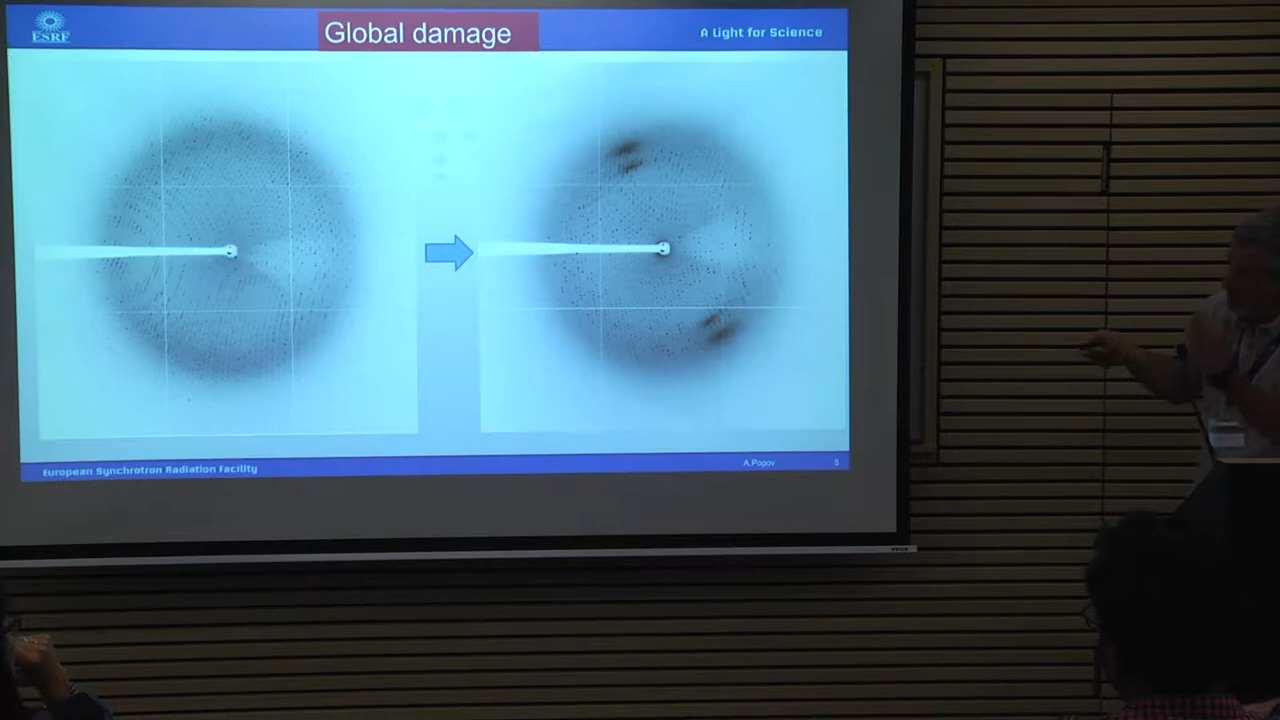 ESRF
Global damage
A Light for Science
European Synchrotron Radiation Facility
A.Popov
5